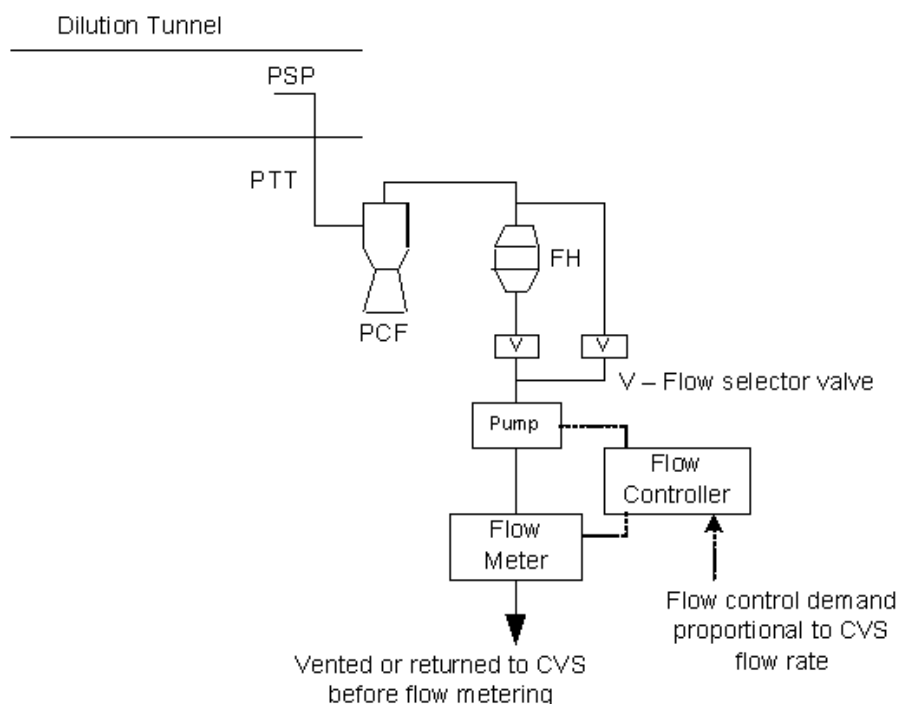 Dilution Tunnel
PSP
PTT
FH
PCF
V
V
V – Flow selector valve
Pump
Flow
Controller
Flow
Meter
Flow control demand
proportional to CVS
flow rate
Vented or returned to CVS
before flow metering